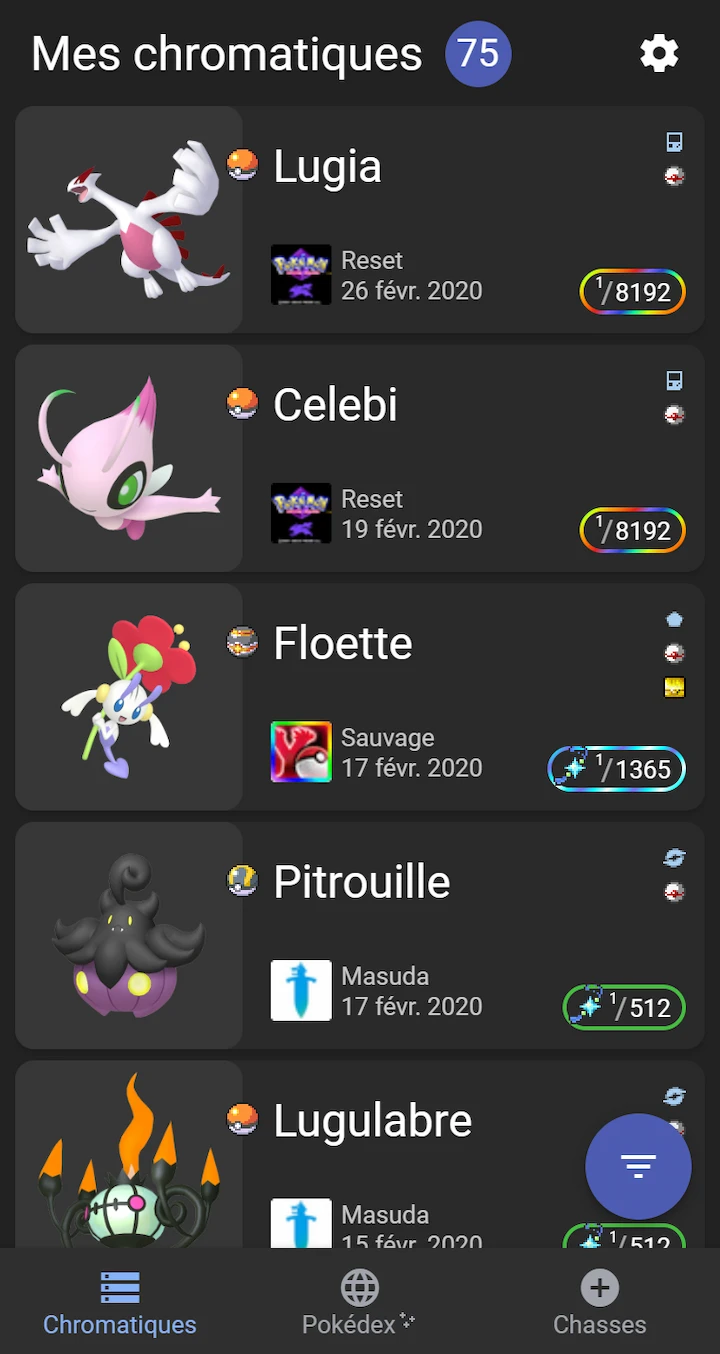 Mes chromatiques 75
Lugia
Reset
26 févr. 2020
1/8192
Celebi
Reset
19 févr. 2020
1/8192
Floette
Sauvage
17 févr. 2020
1/1365
Pitrouille
Masuda
17 févr. 2020
1/512
Lugulabre
Masuda
15 févr. 2020
1/512
Chromatiques
Pokédex
Chasses